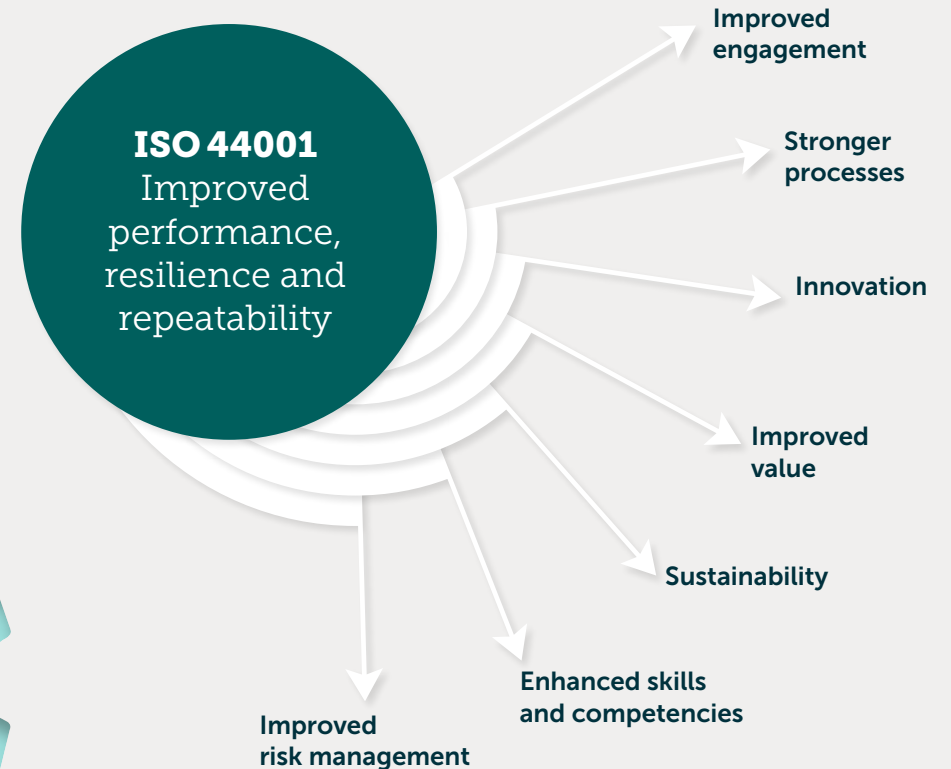 ISO 44001
Improved
performance,
resilience and
repeatability
Improved
engagement
Stronger
processes
Innovation
Improved
value
Sustainability
Enhanced skills
and competencies
Improved
risk management